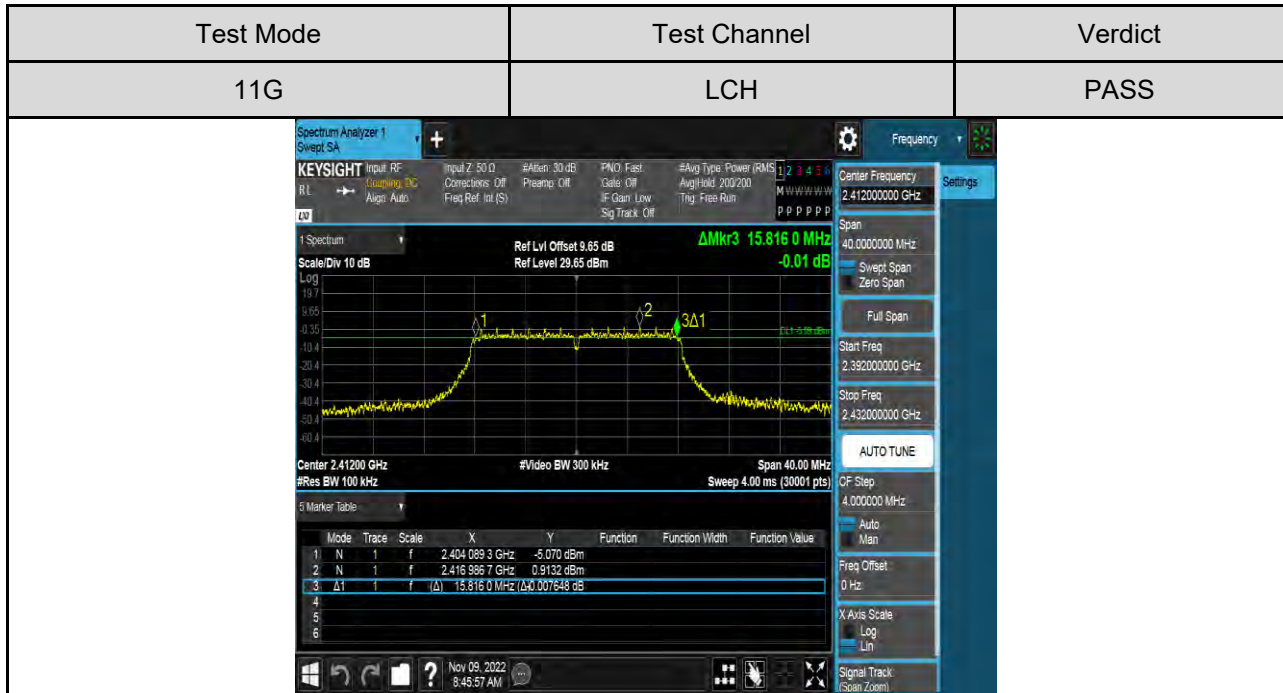 Test Mode Test Channel Verdict
11G LCH PASS
Spectrum Analyzer 1
Swept SA
+
Frequency
KEYSIGHT Input: RF Input Z: 50 Ω #Atten: 30 dB PNO: Fast #Avg Type: Power (RMS 1 2 3 4 5 6
RL Coupling: DC Corrections: Off Preamp: Off Gate: Off Avg|Hold: 200/200 M W W W W W
Align: Auto Freq Ref: Int (S) IF Gain: Low Trig: Free Run
LXI Sig Track: Off P P P P P P
Center Frequency
2.412000000 GHz
Settings
1 Spectrum
Scale/Div 10 dB
Ref Lvl Offset 9.65 dB
Ref Level 29.65 dBm
ΔMkr3 15.816 0 MHz
-0.01 dB
Span
40.0000000 MHz
Swept Span
Zero Span
Full Span
Start Freq
2.392000000 GHz
Stop Freq
2.432000000 GHz
AUTO TUNE
CF Step
4.000000 MHz
Auto
Man
Freq Offset
0 Hz
X Axis Scale
Log
Lin
Signal Track
(Span Zoom)
Log
19.7
9.65
-0.35
-10.4
-20.4
-30.4
-40.4
-50.4
-60.4
1
2
3Δ1
Center 2.41200 GHz #Video BW 300 kHz Span 40.00 MHz
#Res BW 100 kHz Sweep 4.00 ms (30001 pts)
5 Marker Table
Mode Trace Scale X Y Function Function Width Function Value
1 N 1 f 2.404 089 3 GHz -5.070 dBm
2 N 1 f 2.416 986 7 GHz 0.9132 dBm
3 Δ1 1 f (Δ) 15.816 0 MHz (Δ) -0.007648 dB
4
5
6
?
Nov 09, 2022
8:45:57 AM